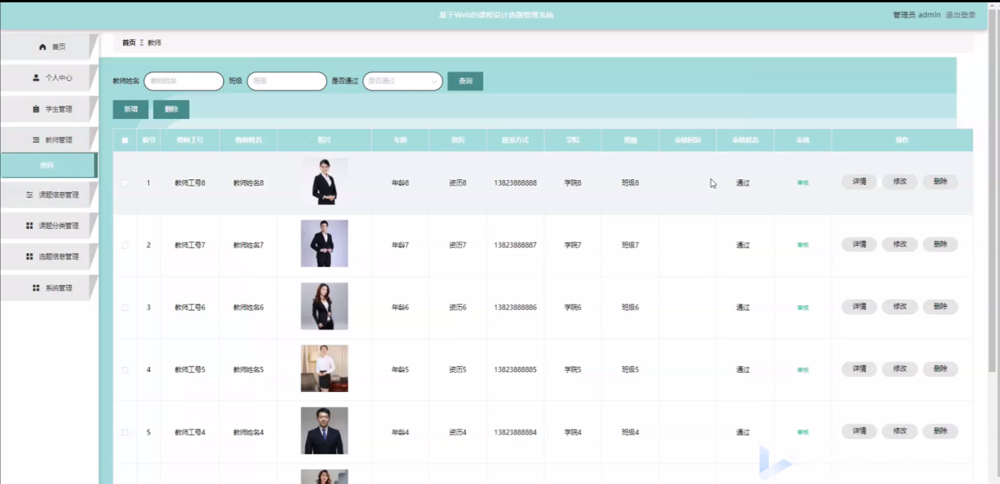 基于Web的课程设计选题管理系统
管理员 admin 退出登录
首页
个人中心
学生管理
教师管理
教师
课题信息管理
课题分类管理
选题信息管理
系统管理
首页 Ξ 教师
教师姓名 教师姓名 班级 班级 是否通过 是否通过 查询
新增 删除
索引 教师工号 教师姓名 照片 年龄 资历 联系方式 学院 班级 审核回复 审核状态 审核 操作
1 教师工号8 教师姓名8 年龄8 资历8 13823888888 学院8 班级8 通过 审核 详情 修改 删除
2 教师工号7 教师姓名7 年龄7 资历7 13823888887 学院7 班级7 通过 审核 详情 修改 删除
3 教师工号6 教师姓名6 年龄6 资历6 13823888886 学院6 班级6 通过 审核 详情 修改 删除
4 教师工号5 教师姓名5 年龄5 资历5 13823888885 学院5 班级5 通过 审核 详情 修改 删除
5 教师工号4 教师姓名4 年龄4 资历4 13823888884 学院4 班级4 通过 审核 详情 修改 删除